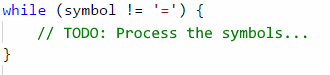 while (symbol != '=') {
    // TODO: Process the symbols...
}